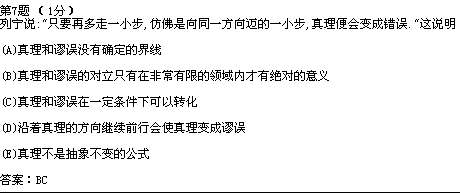 第7题 (1分)
列宁说:"只要再多走一小步,仿佛是向同一方向迈的一小步,真理便会变成错误."这说明
(A)真理和谬误没有确定的界线
(B)真理和谬误的对立只有在非常有限的领域内才有绝对的意义
(C)真理和谬误在一定条件下可以转化
(D)沿着真理的方向继续前行会使真理变成谬误
(E)真理不是抽象不变的公式
答案：BC